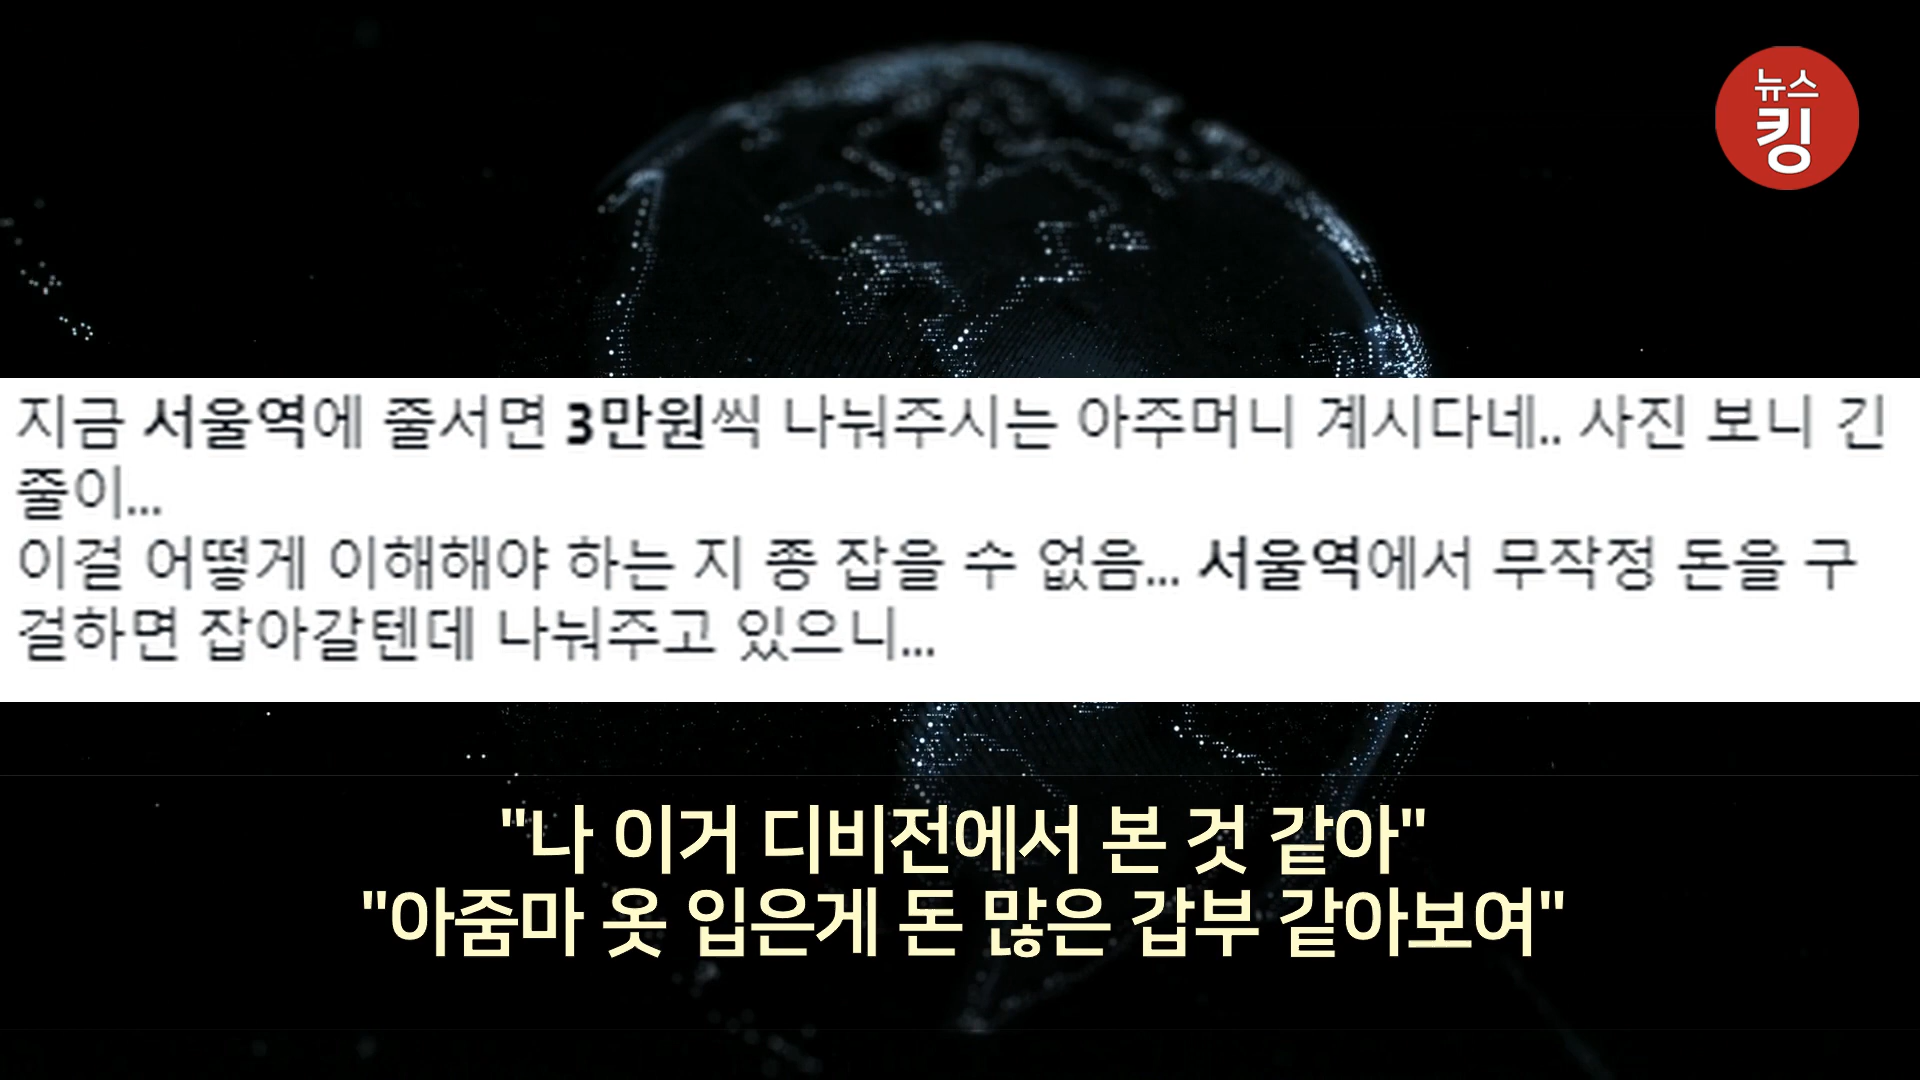 뉴스
킹
지금 서울역에 줄서면 3만원씩 나눠주시는 아주머니 계시다네.. 사진 보니 긴
줄이...
이걸 어떻게 이해해야 하는 지 종 잡을 수 없음... 서울역에서 무작정 돈을 구
걸하면 잡아갈텐데 나눠주고 있으니...
"나 이거 디비전에서 본 것 같아"
"아줌마 옷 입은게 돈 많은 갑부 같아보여"